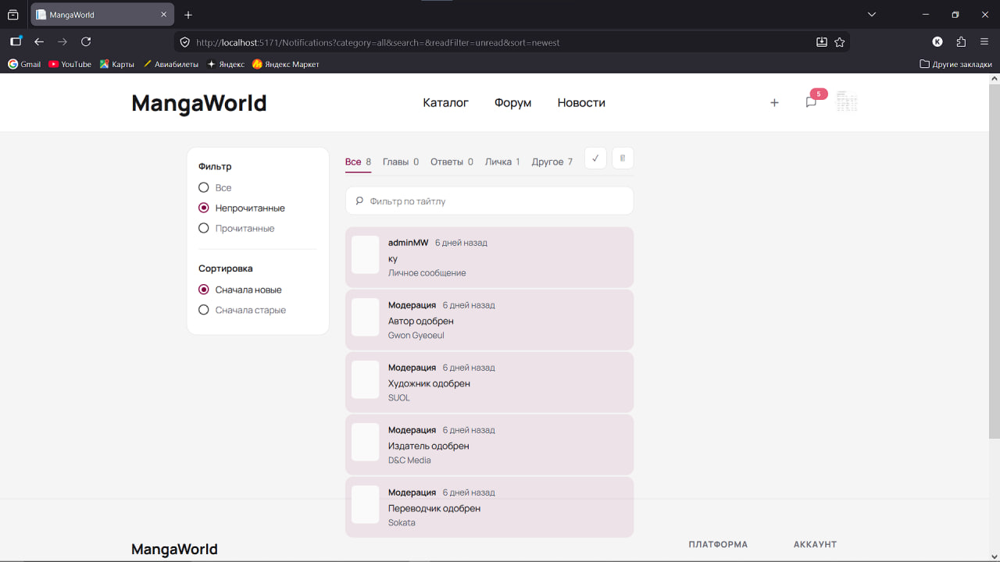 MangaWorld
http://localhost:5171/Notifications?category=all&search=&readFilter=unread&sort=newest
K
Gmail YouTube Карты Авиабилеты Яндекс Яндекс Маркет Другие закладки
MangaWorld Каталог Форум Новости + 5
Все 8 Главы 0 Ответы 0 Личка 1 Другое 7
Фильтр
Все
Непрочитанные
Прочитанные
Сортировка
Сначала новые
Сначала старые
Фильтр по тайтлу
adminMW 6 дней назад
ку
Личное сообщение
Модерация 6 дней назад
Автор одобрен
Gwon Gyeoeul
Модерация 6 дней назад
Художник одобрен
SUOL
Модерация 6 дней назад
Издатель одобрен
D&C Media
Модерация 6 дней назад
Переводчик одобрен
Sokata
MangaWorld ПЛАТФОРМА АККАУНТ